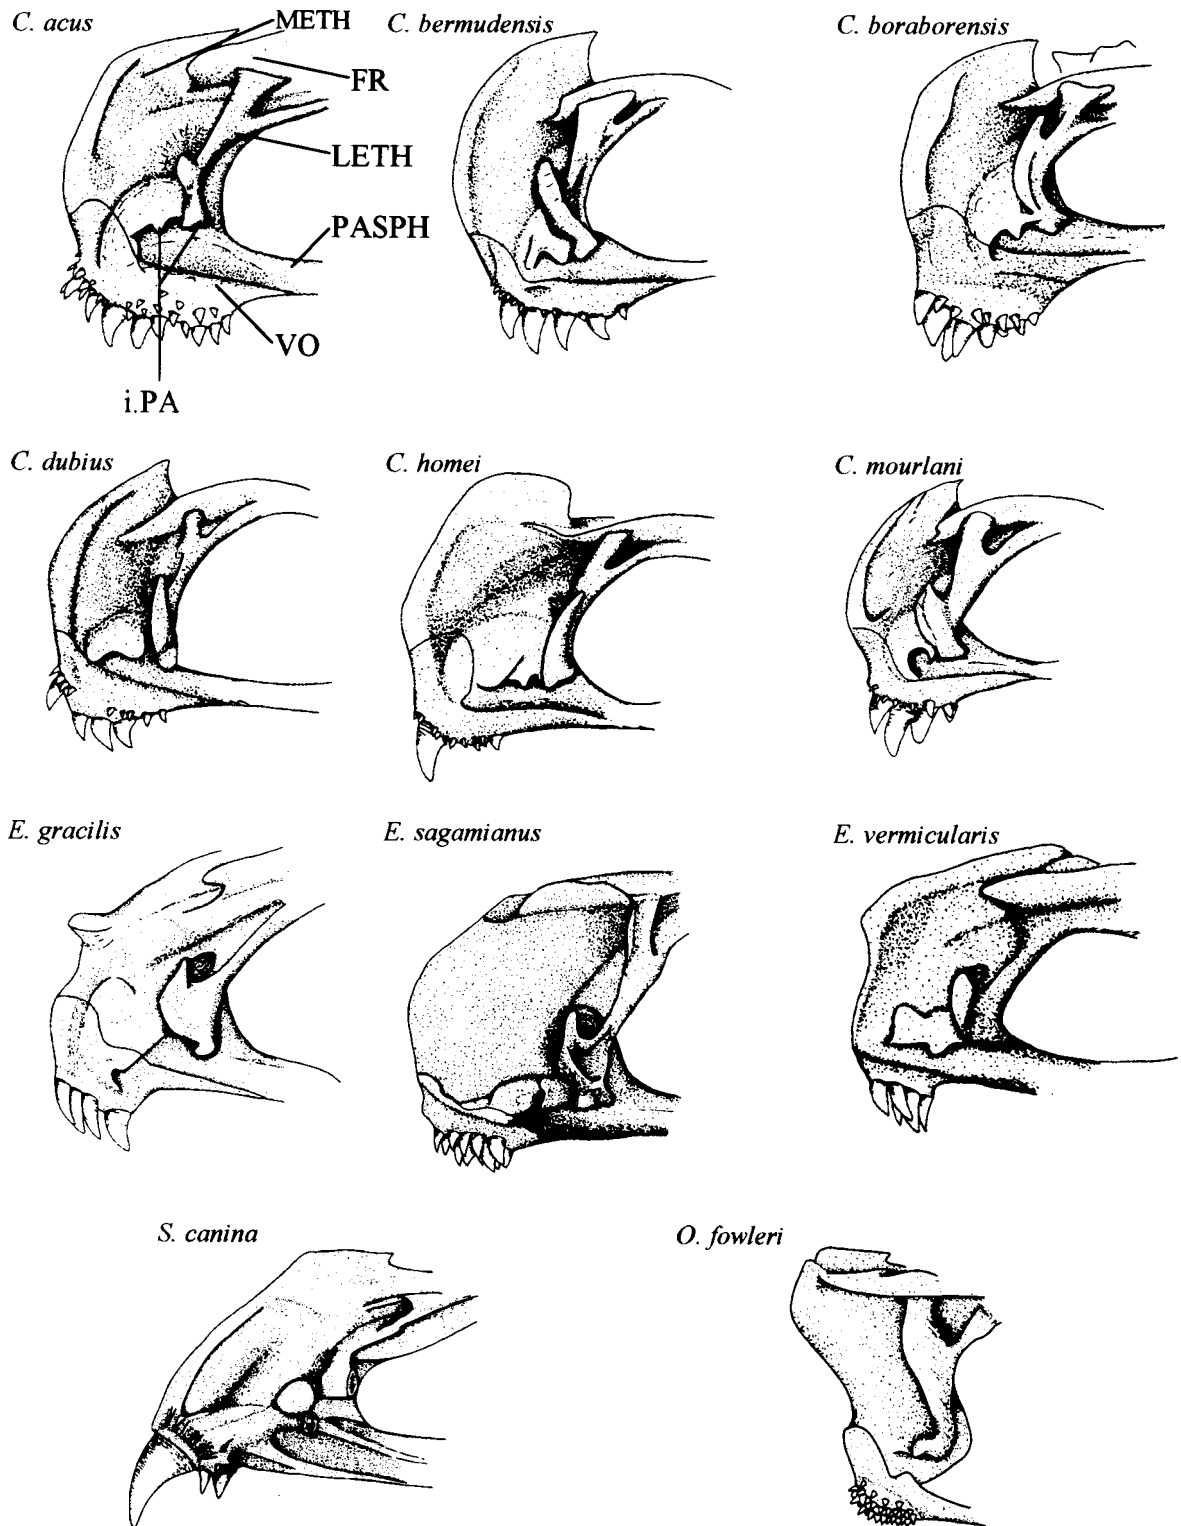 C. acus
METH
C. bermudensis
C. boraborensis
FR
LETH
PASPH
VO
i.PA
C. dubius
C. homei
C. mourlani
E. gracilis
E. sagamianus
E. vermicularis
S. canina
O. fowleri